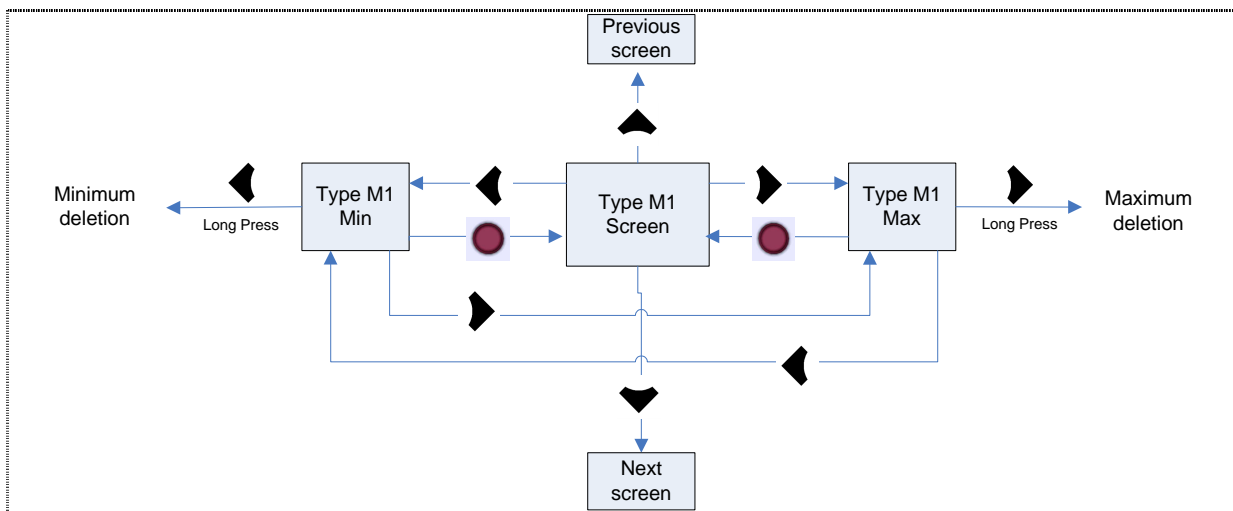 Previous
screen
Minimum
deletion
Long Press
Type M1
Min
Type M1
Screen
Type M1
Max
Long Press
Maximum
deletion
Next
screen